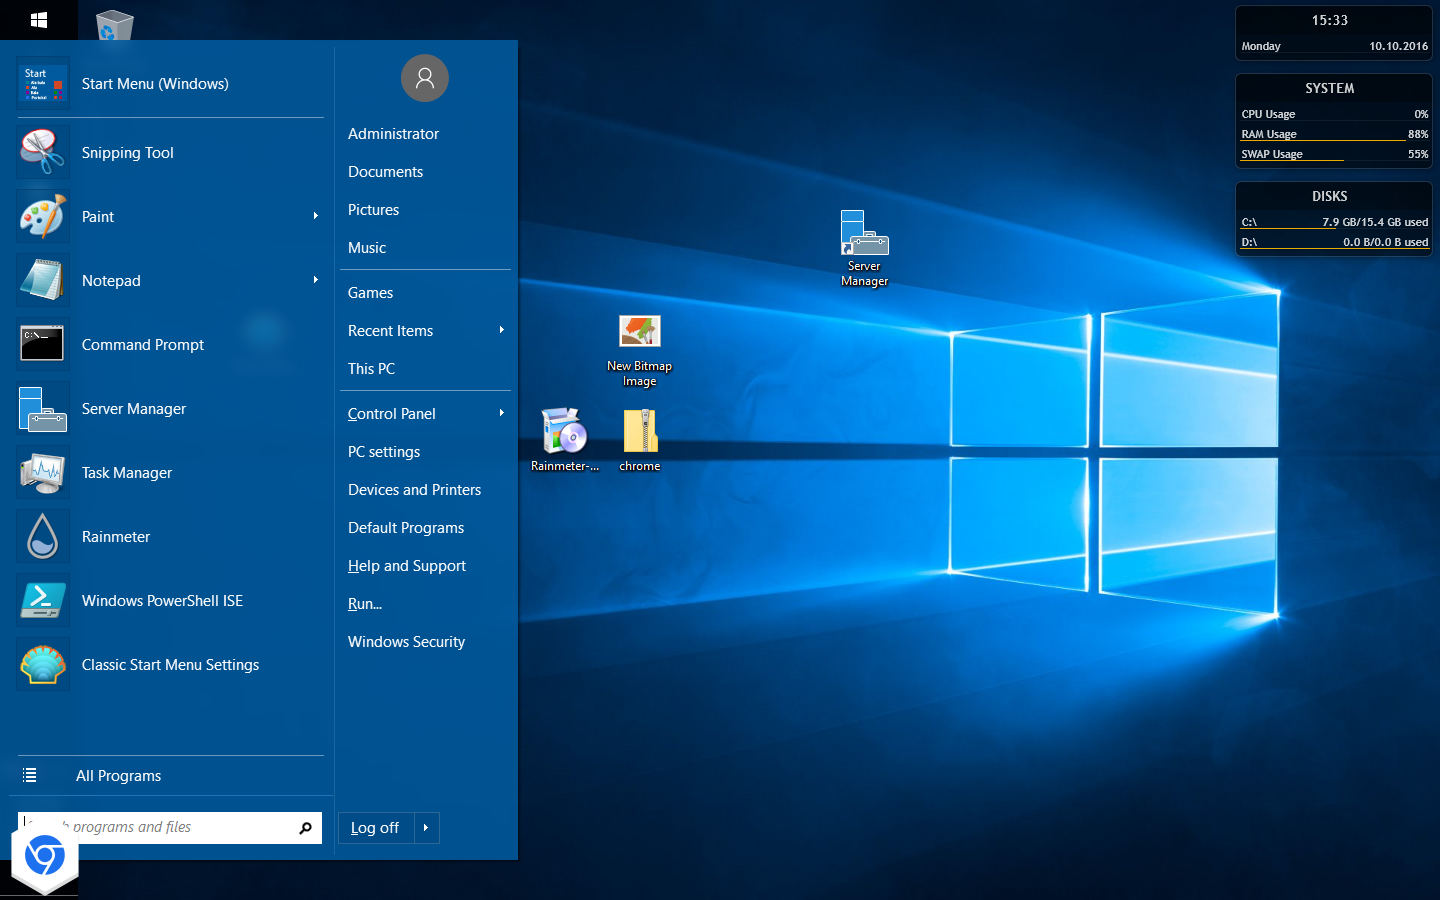 Start
Start Menu (Windows)
Snipping Tool
Paint
Notepad
C:\_
Command Prompt
Server Manager
Task Manager
Rainmeter
Windows PowerShell ISE
Classic Start Menu Settings
All Programs
programs and files
Administrator
Documents
Pictures
Music
Games
Recent Items
This PC
Control Panel
PC settings
Devices and Printers
Default Programs
Help and Support
Run...
Windows Security
Log off
Server
Manager
New Bitmap
Image
Rainmeter-...
chrome
15:33
Monday 10.10.2016
SYSTEM
CPU Usage 0%
RAM Usage 88%
SWAP Usage 55%
DISKS
C:\ 7.9 GB/15.4 GB used
D:\ 0.0 B/0.0 B used